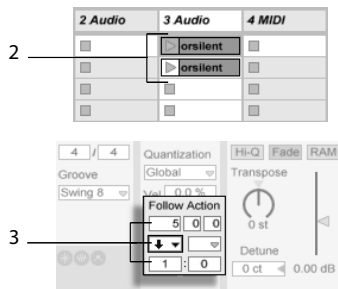 2 Audio 3 Audio 4 MIDI
2
orsilent
orsilent
4 / 4 Quantization Hi-Q Fade RAM
Groove Global Transpose
Swing 8 Vel 0.0 %
Follow Action
5 0 0 0 st
3
Detune
1 : 0 0 ct 0.00 dB